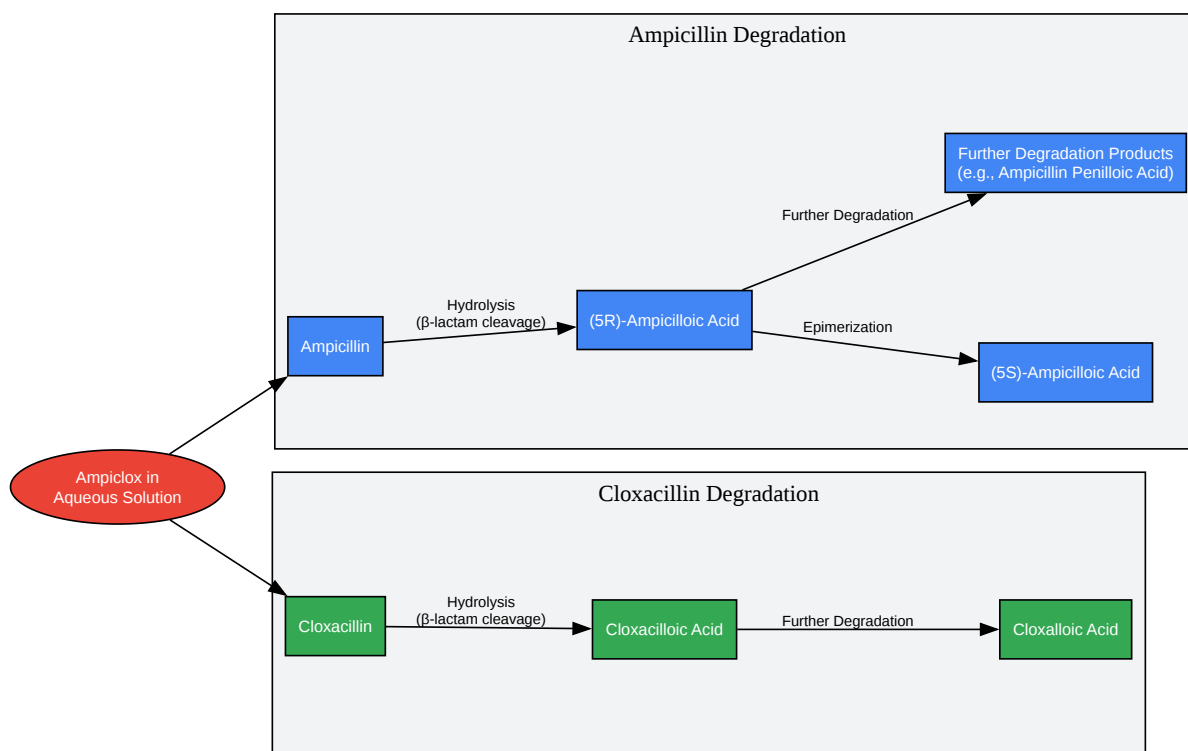 Ampicillin Degradation
Further Degradation Products
(e.g., Ampicillin Penilloic Acid)
Further Degradation
Hydrolysis
(β-lactam cleavage)
(5R)-Ampicilloic Acid
Epimerization
Ampicillin
(5S)-Ampicilloic Acid
Ampiclox in
Aqueous Solution
Cloxacillin Degradation
Hydrolysis
(β-lactam cleavage)
Cloxacillin
Cloxacilloic Acid
Further Degradation
Cloxalloic Acid